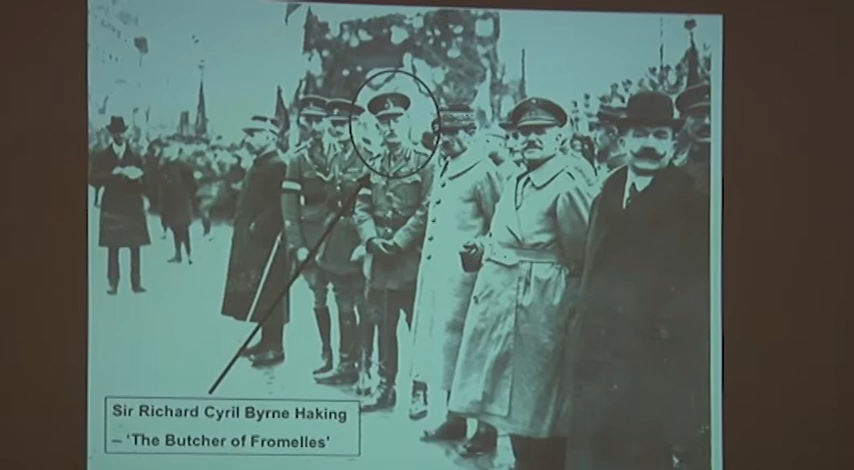 Sir Richard Cyril Byrne Haking
– 'The Butcher of Fromelles'